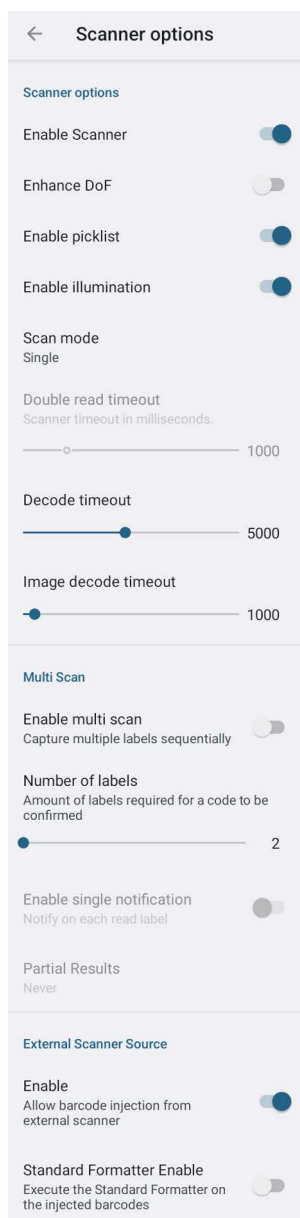 Scanner options
Scanner options
Enable Scanner
Enhance DoF
Enable picklist
Enable illumination
Scan mode
Single
Double read timeout
Scanner timeout in milliseconds.
1000
Decode timeout
5000
Image decode timeout
1000
Multi Scan
Enable multi scan
Capture multiple labels sequentially
Number of labels
Amount of labels required for a code to be
confirmed
2
Enable single notification
Notify on each read label
Partial Results
Never
External Scanner Source
Enable
Allow barcode injection from
external scanner
Standard Formatter Enable
Execute the Standard Formatter on
the injected barcodes